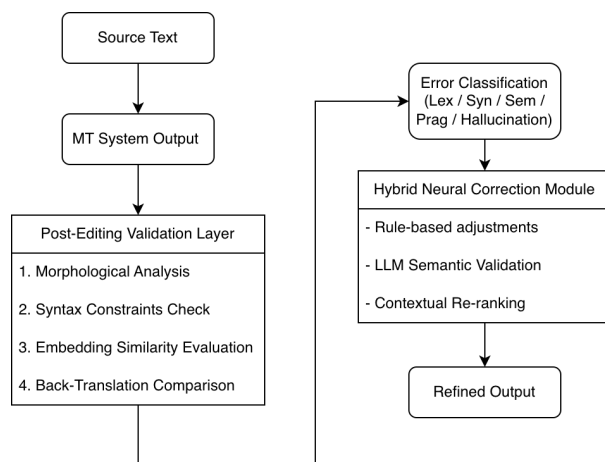 Source Text
MT System Output
Post-Editing Validation Layer
1. Morphological Analysis
2. Syntax Constraints Check
3. Embedding Similarity Evaluation
4. Back-Translation Comparison
Error Classification
(Lex / Syn / Sem /
Prag / Hallucination)
Hybrid Neural Correction Module
- Rule-based adjustments
- LLM Semantic Validation
- Contextual Re-ranking
Refined Output